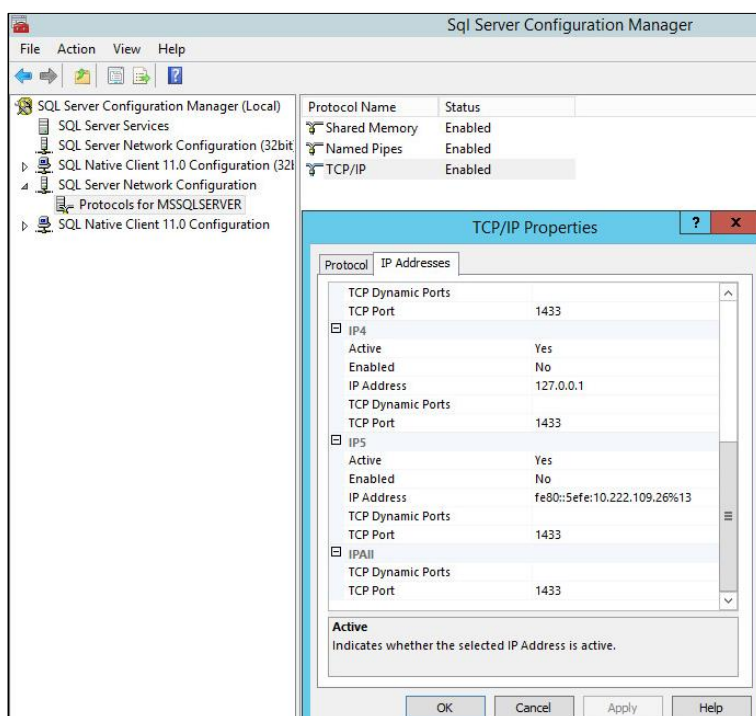 Sql Server Configuration Manager
File Action View Help
SQL Server Configuration Manager (Local)
SQL Server Services
SQL Server Network Configuration (32bit
SQL Native Client 11.0 Configuration (32b
SQL Server Network Configuration
Protocols for MSSQLSERVER
SQL Native Client 11.0 Configuration
Protocol Name Status
Shared Memory Enabled
Named Pipes Enabled
TCP/IP Enabled
TCP/IP Properties ? x
Protocol IP Addresses
TCP Dynamic Ports
TCP Port 1433
IP4
Active Yes
Enabled No
IP Address 127.0.0.1
TCP Dynamic Ports
TCP Port 1433
IP5
Active Yes
Enabled No
IP Address fe80::5efe:10.222.109.26%13
TCP Dynamic Ports
TCP Port 1433
IPAll
TCP Dynamic Ports
TCP Port 1433
Active
Indicates whether the selected IP Address is active.
OK Cancel Apply Help